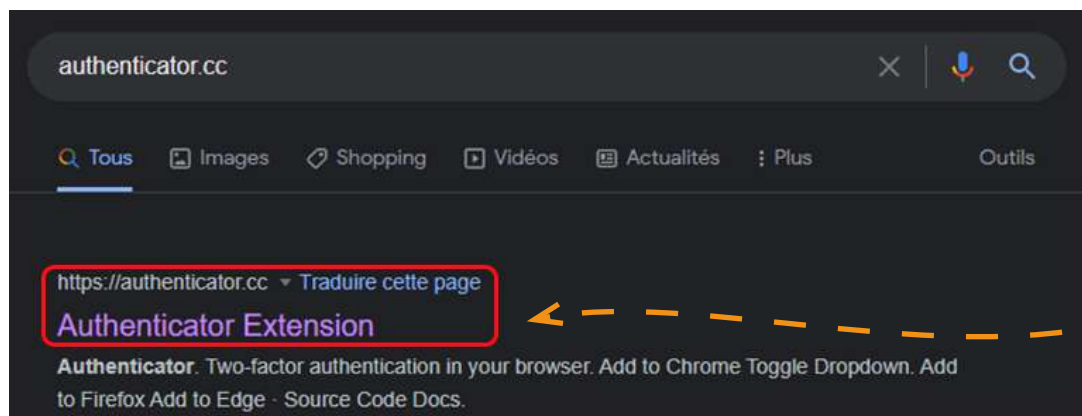 authenticator.cc
Tous Images Shopping Vidéos Actualités Plus Outils
https://authenticator.cc Traduire cette page
Authenticator Extension
Authenticator. Two-factor authentication in your browser. Add to Chrome Toggle Dropdown. Add
to Firefox Add to Edge · Source Code Docs.